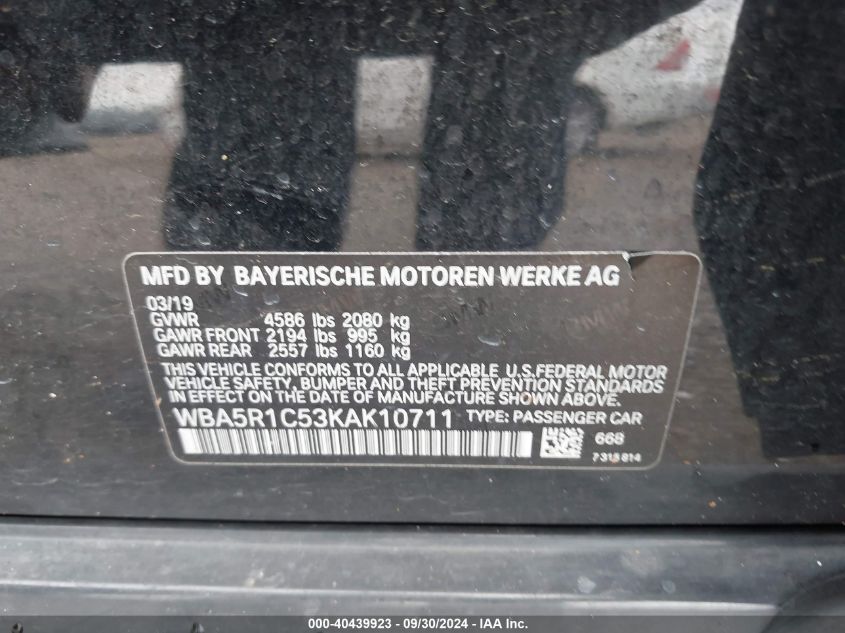 MFD BY BAYERISCHE MOTOREN WERKE AG
03/19
GVWR 4586 lbs 2080 kg
GAWR FRONT 2194 lbs 995 kg
GAWR REAR 2557 lbs 1160 kg
THIS VEHICLE CONFORMS TO ALL APPLICABLE U.S.FEDERAL MOTOR
VEHICLE SAFETY, BUMPER AND THEFT PREVENTION STANDARDS
IN EFFECT ON THE DATE OF MANUFACTURE SHOWN ABOVE.
WBA5R1C53KAK10711 TYPE: PASSENGER CAR
668
7315814
000-40439923 - 09/30/2024 - IAA Inc.